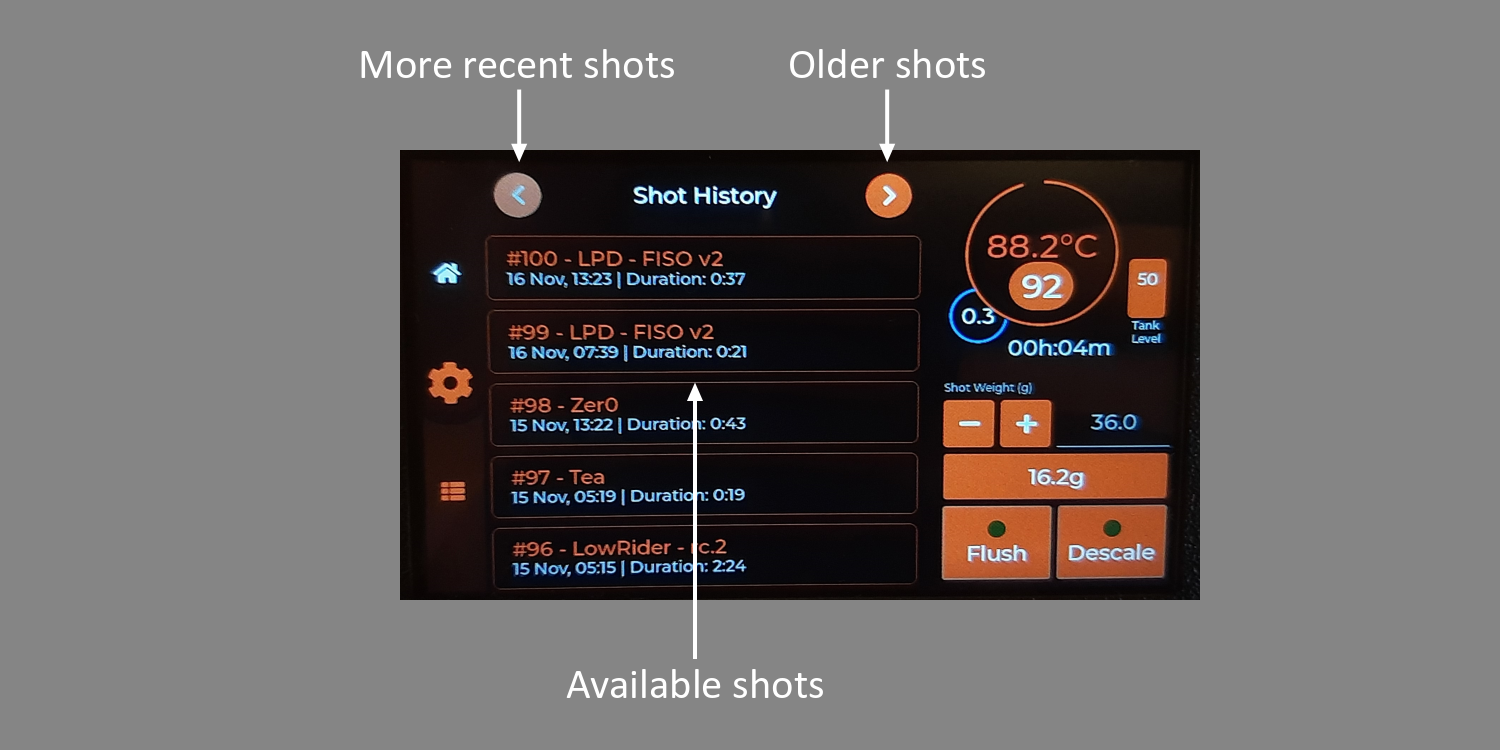 More recent shots
Older shots
Shot History
#100 - LPD - FISO v2
16 Nov, 13:23 | Duration: 0:37
#99 - LPD - FISO v2
16 Nov, 07:39 | Duration: 0:21
#98 - Zer0
15 Nov, 13:22 | Duration: 0:43
#97 - Tea
15 Nov, 05:19 | Duration: 0:19
#96 - LowRider - rc.2
15 Nov, 05:15 | Duration: 2:24
88.2°C
92
0.3
50
Tank
Level
00h:04m
Shot Weight (g)
36.0
16.2g
Flush
Descale
Available shots